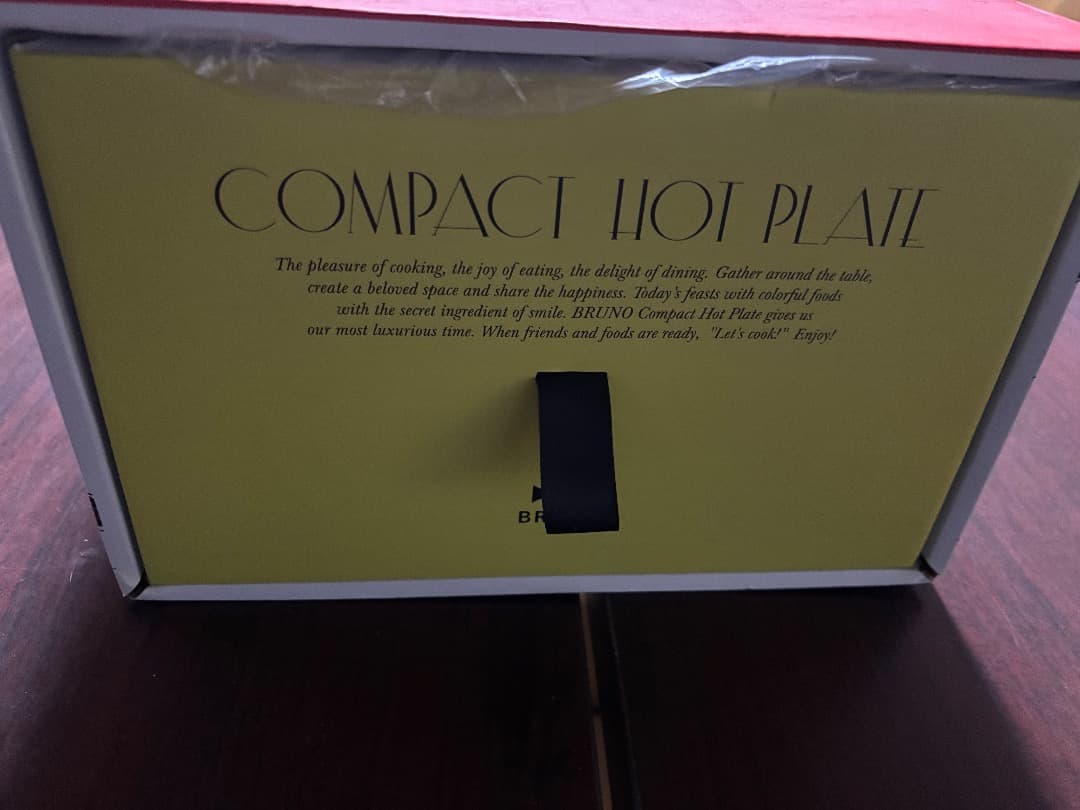 COMPACT HOT PLATE
The pleasure of cooking, the joy of eating, the delight of dining. Gather around the table,
create a beloved space and share the happiness. Today's feasts with colorful foods
with the secret ingredient of smile. BRUNO Compact Hot Plate gives us
our most luxurious time. When friends and foods are ready, "Let's cook!" Enjoy!
BR